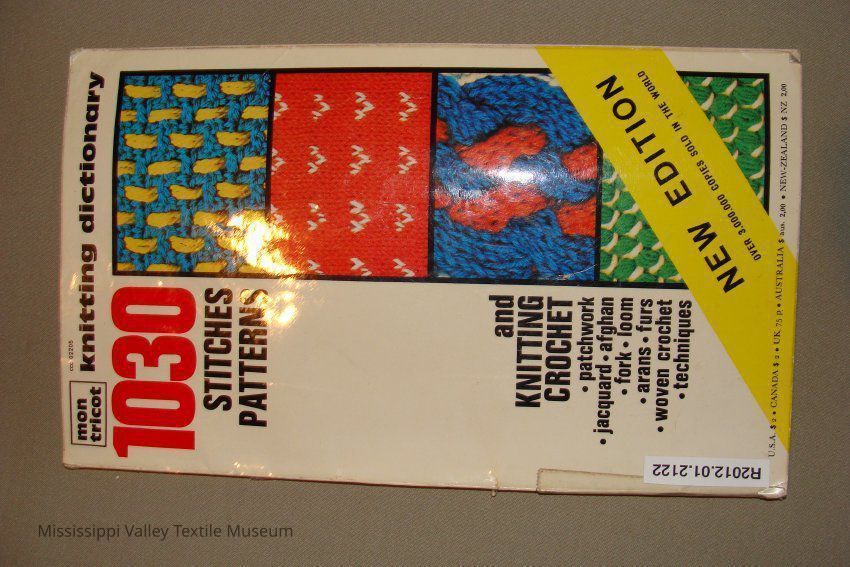 cc. 02205
mon
tricot
knitting dictionary
1030
STITCHES
PATTERNS
and
KNITTING
CROCHET
• patchwork
• jacquard • afghan
• fork • loom
• arans • furs
• woven crochet
• techniques
NEW EDITION
OVER 3.000.000 COPIES SOLD IN THE WORLD
U.S.A. $ 2 • CANADA $ 2 • UK. 75 p. • AUSTRALIA $ aus. 2,00 • NEW-ZEALAND $ NZ 2,00
R2012.01.2122
Mississippi Valley Textile Museum